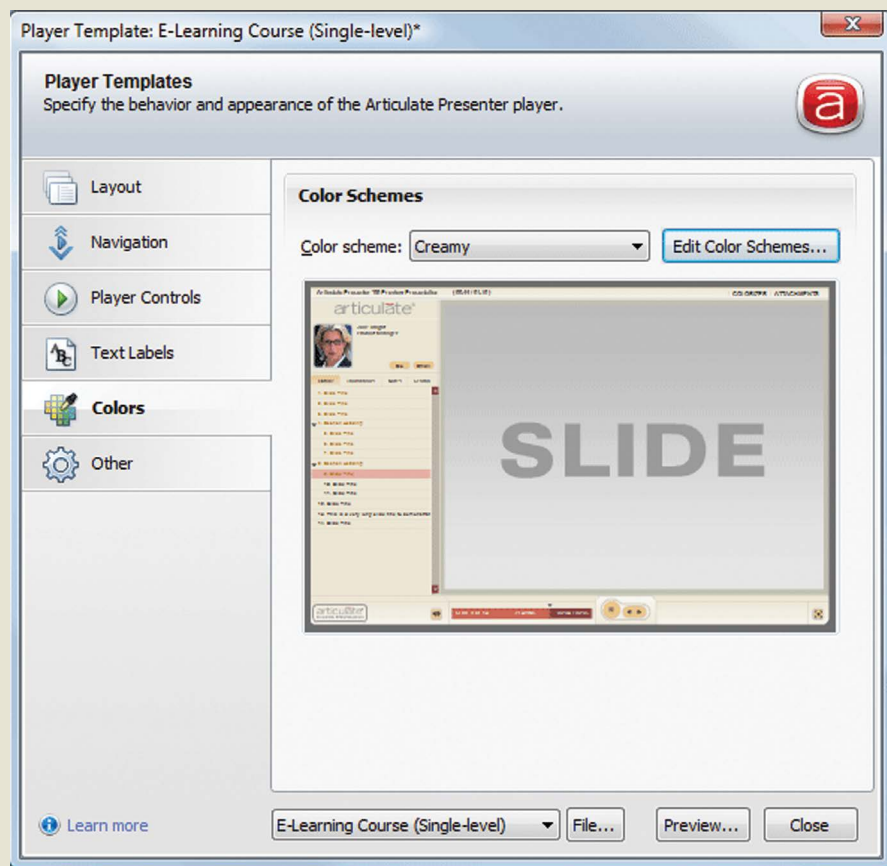 Player Template: E-Learning Course (Single-level)*
Player Templates
Specify the behavior and appearance of the Articulate Presenter player.
ā
Layout
Navigation
Player Controls
Text Labels
Colors
Other
Color Schemes
Color scheme: Creamy
Edit Color Schemes...
articulate
SLIDE
articulate
Learn more
E-Learning Course (Single-level)
File...
Preview...
Close